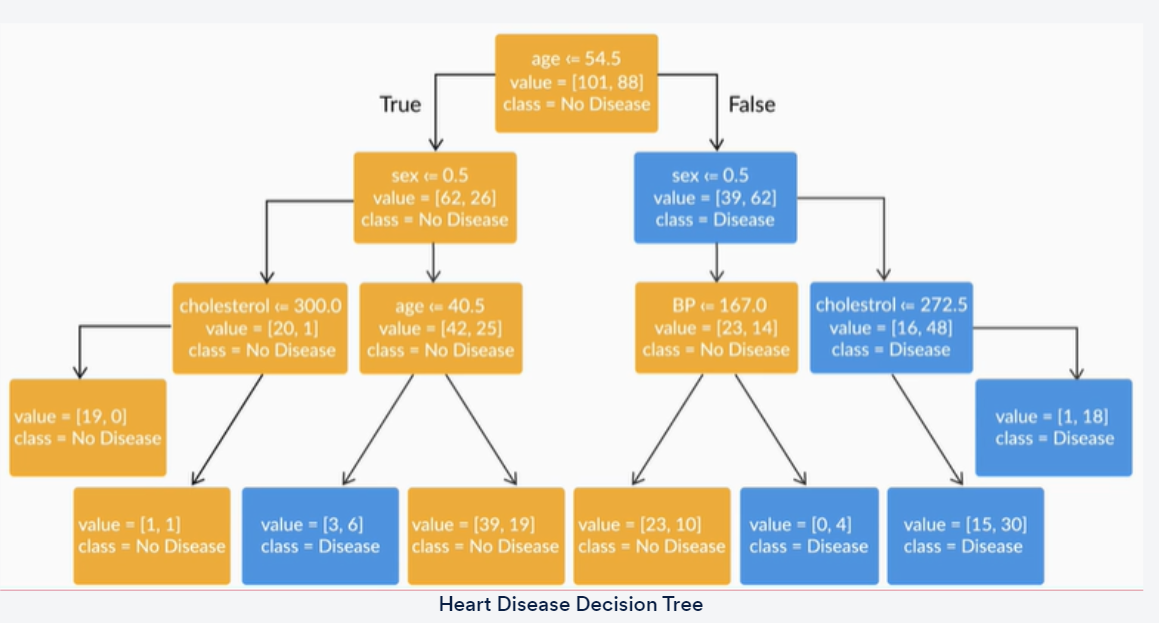 age <= 54.5
value = [101, 88]
class = No Disease
True
False
sex <= 0.5
value = [62, 26]
class = No Disease
sex <= 0.5
value = [39, 62]
class = Disease
cholesterol <= 300.0
value = [20, 1]
class = No Disease
age <= 40.5
value = [42, 25]
class = No Disease
BP <= 167.0
value = [23, 14]
class = No Disease
cholestrol <= 272.5
value = [16, 48]
class = Disease
value = [19, 0]
class = No Disease
value = [1, 18]
class = Disease
value = [1, 1]
class = No Disease
value = [3, 6]
class = Disease
value = [39, 19]
class = No Disease
value = [23, 10]
class = No Disease
value = [0, 4]
class = Disease
value = [15, 30]
class = Disease
Heart Disease Decision Tree